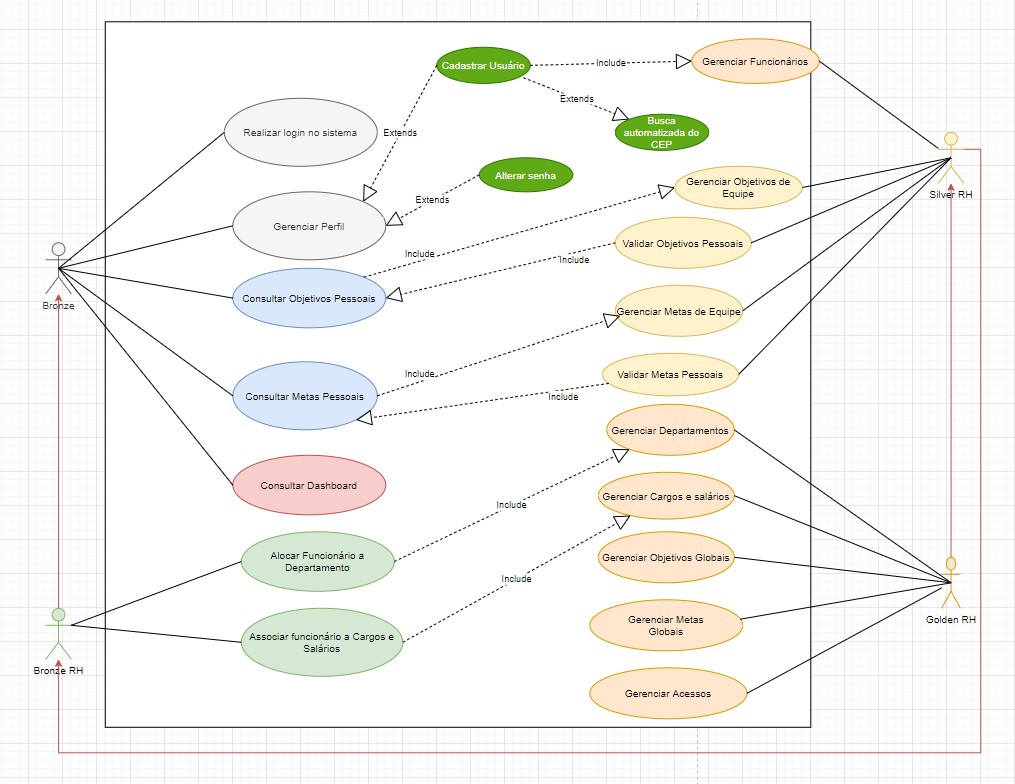 Cadastrar Usuário
Include
Gerenciar Funcionários
Extends
Busca
automatizada do
CEP
Realizar login no sistema
Extends
Alterar senha
Gerenciar Objetivos de
Equipe
Silver RH
Extends
Gerenciar Perfil
Validar Objetivos Pessoais
Include
Include
Consultar Objetivos Pessoais
Bronze
Gerenciar Metas de Equipe
Include
Validar Metas Pessoais
Consultar Metas Pessoais
Include
Gerenciar Departamentos
Consultar Dashboard
Gerenciar Cargos e salários
Include
Alocar Funcionário a
Departamento
Gerenciar Objetivos Globais
Include
Gerenciar Metas
Globais
Golden RH
Associar funcionário a Cargos e
Salários
Bronze RH
Gerenciar Acessos